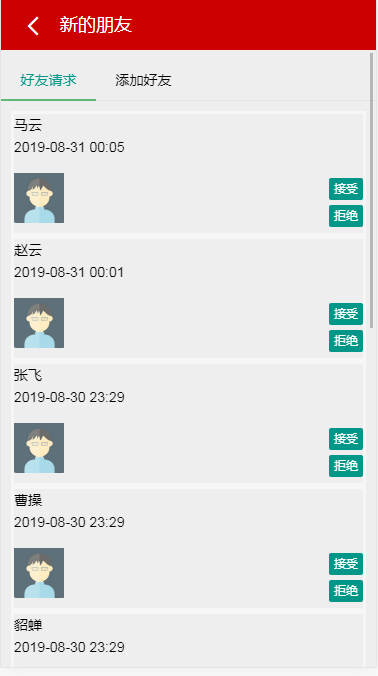 新的朋友
好友请求 添加好友
马云
2019-08-31 00:05
接受
拒绝
赵云
2019-08-31 00:01
接受
拒绝
张飞
2019-08-30 23:29
接受
拒绝
曹操
2019-08-30 23:29
接受
拒绝
貂蝉
2019-08-30 23:29